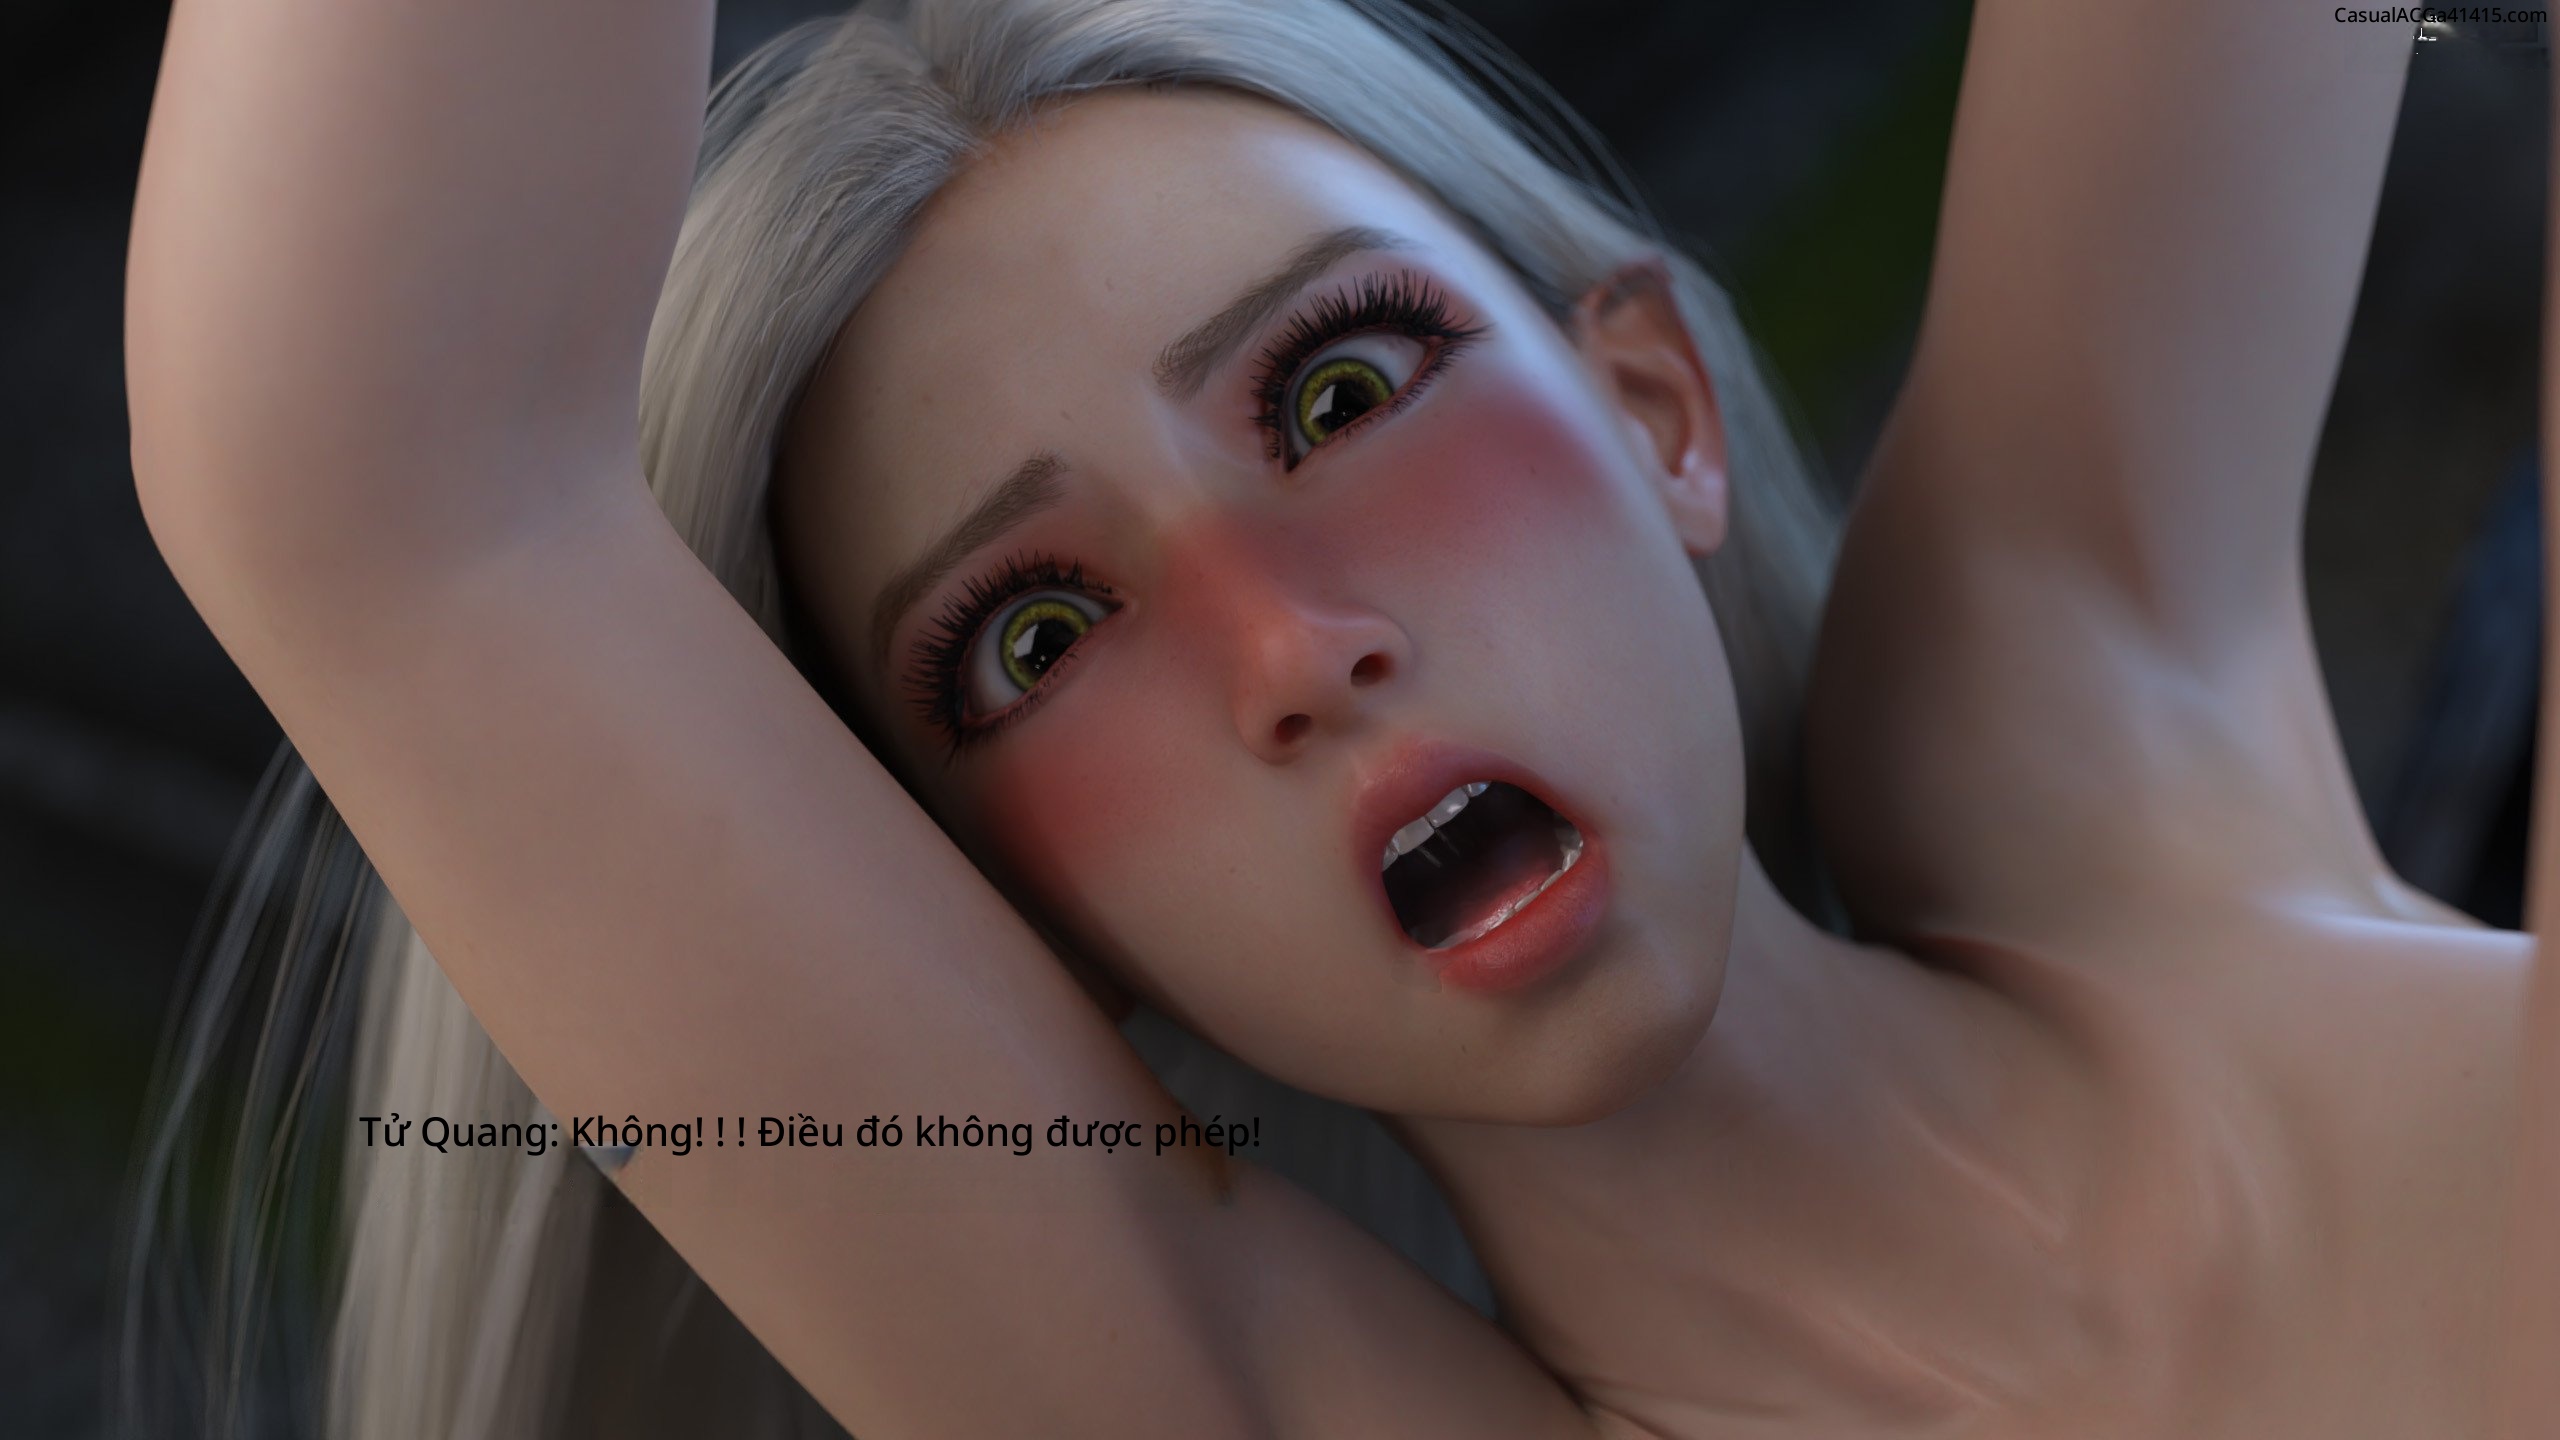 CasualACGa41415.com
Tử Quang: Không! ! ! Điều đó không được phép!